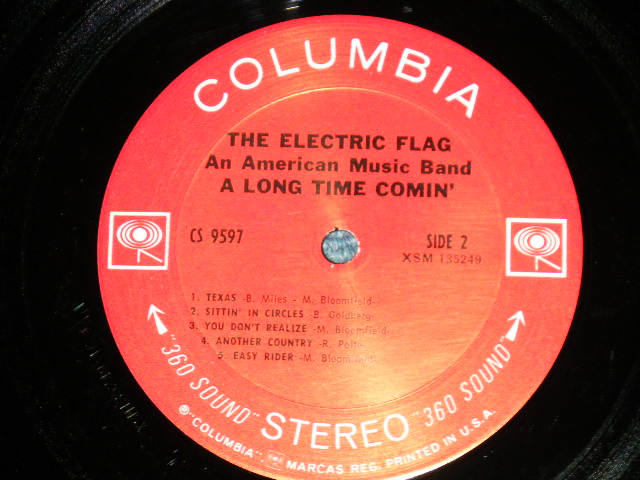 COLUMBIA
THE ELECTRIC FLAG
An American Music Band
A LONG TIME COMIN'
CS 9597
SIDE 2
XSM 135249
1. TEXAS -B. Miles - M. Bloomfield-
2. SITTIN' IN CIRCLES -B. Goldberg-
3. YOU DON'T REALIZE -M. Bloomfield-
4. ANOTHER COUNTRY -R. Polte-
5. EASY RIDER -M. Bloomfield-
"360 SOUND" STEREO "360 SOUND"
℗"COLUMBIA", MARCAS REG. PRINTED IN U.S.A.